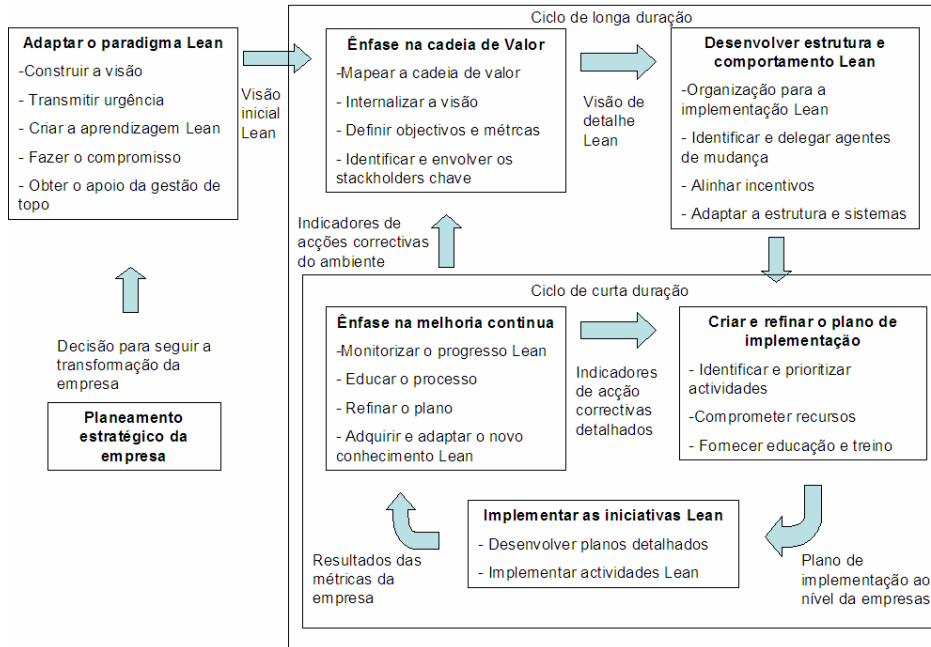 Ciclo de longa duração
Adaptar o paradigma Lean
-Construir a visão
- Transmitir urgência
- Criar a aprendizagem Lean
- Fazer o compromisso
- Obter o apoio da gestão de
topo
Visão
inicial
Lean
Ênfase na cadeia de Valor
-Mapear a cadeia de valor
- Internalizar a visão
- Definir objectivos e métrcas
- Identificar e envolver os
stackholders chave
Visão de
detalhe
Lean
Desenvolver estrutura e
comportamento Lean
-Organização para a
implementação Lean
- Identificar e delegar agentes
de mudança
- Alinhar incentivos
- Adaptar a estrutura e sistemas
Indicadores de
acções correctivas
do ambiente
Ciclo de curta duração
Decisão para seguir a
transformação da
empresa
Planeamento
estratégico da
empresa
Ênfase na melhoria continua
-Monitorizar o progresso Lean
- Educar o processo
- Refinar o plano
- Adquirir e adaptar o novo
conhecimento Lean
Indicadores
de acção
correctivas
detalhados
Criar e refinar o plano de
implementação
- Identificar e prioritizar
actividades
-Comprometer recursos
- Fornecer educação e treino
Implementar as iniciativas Lean
- Desenvolver planos detalhados
- Implementar actividades Lean
Resultados das
métricas da
empresa
Plano de
implementação ao
nível da empresas